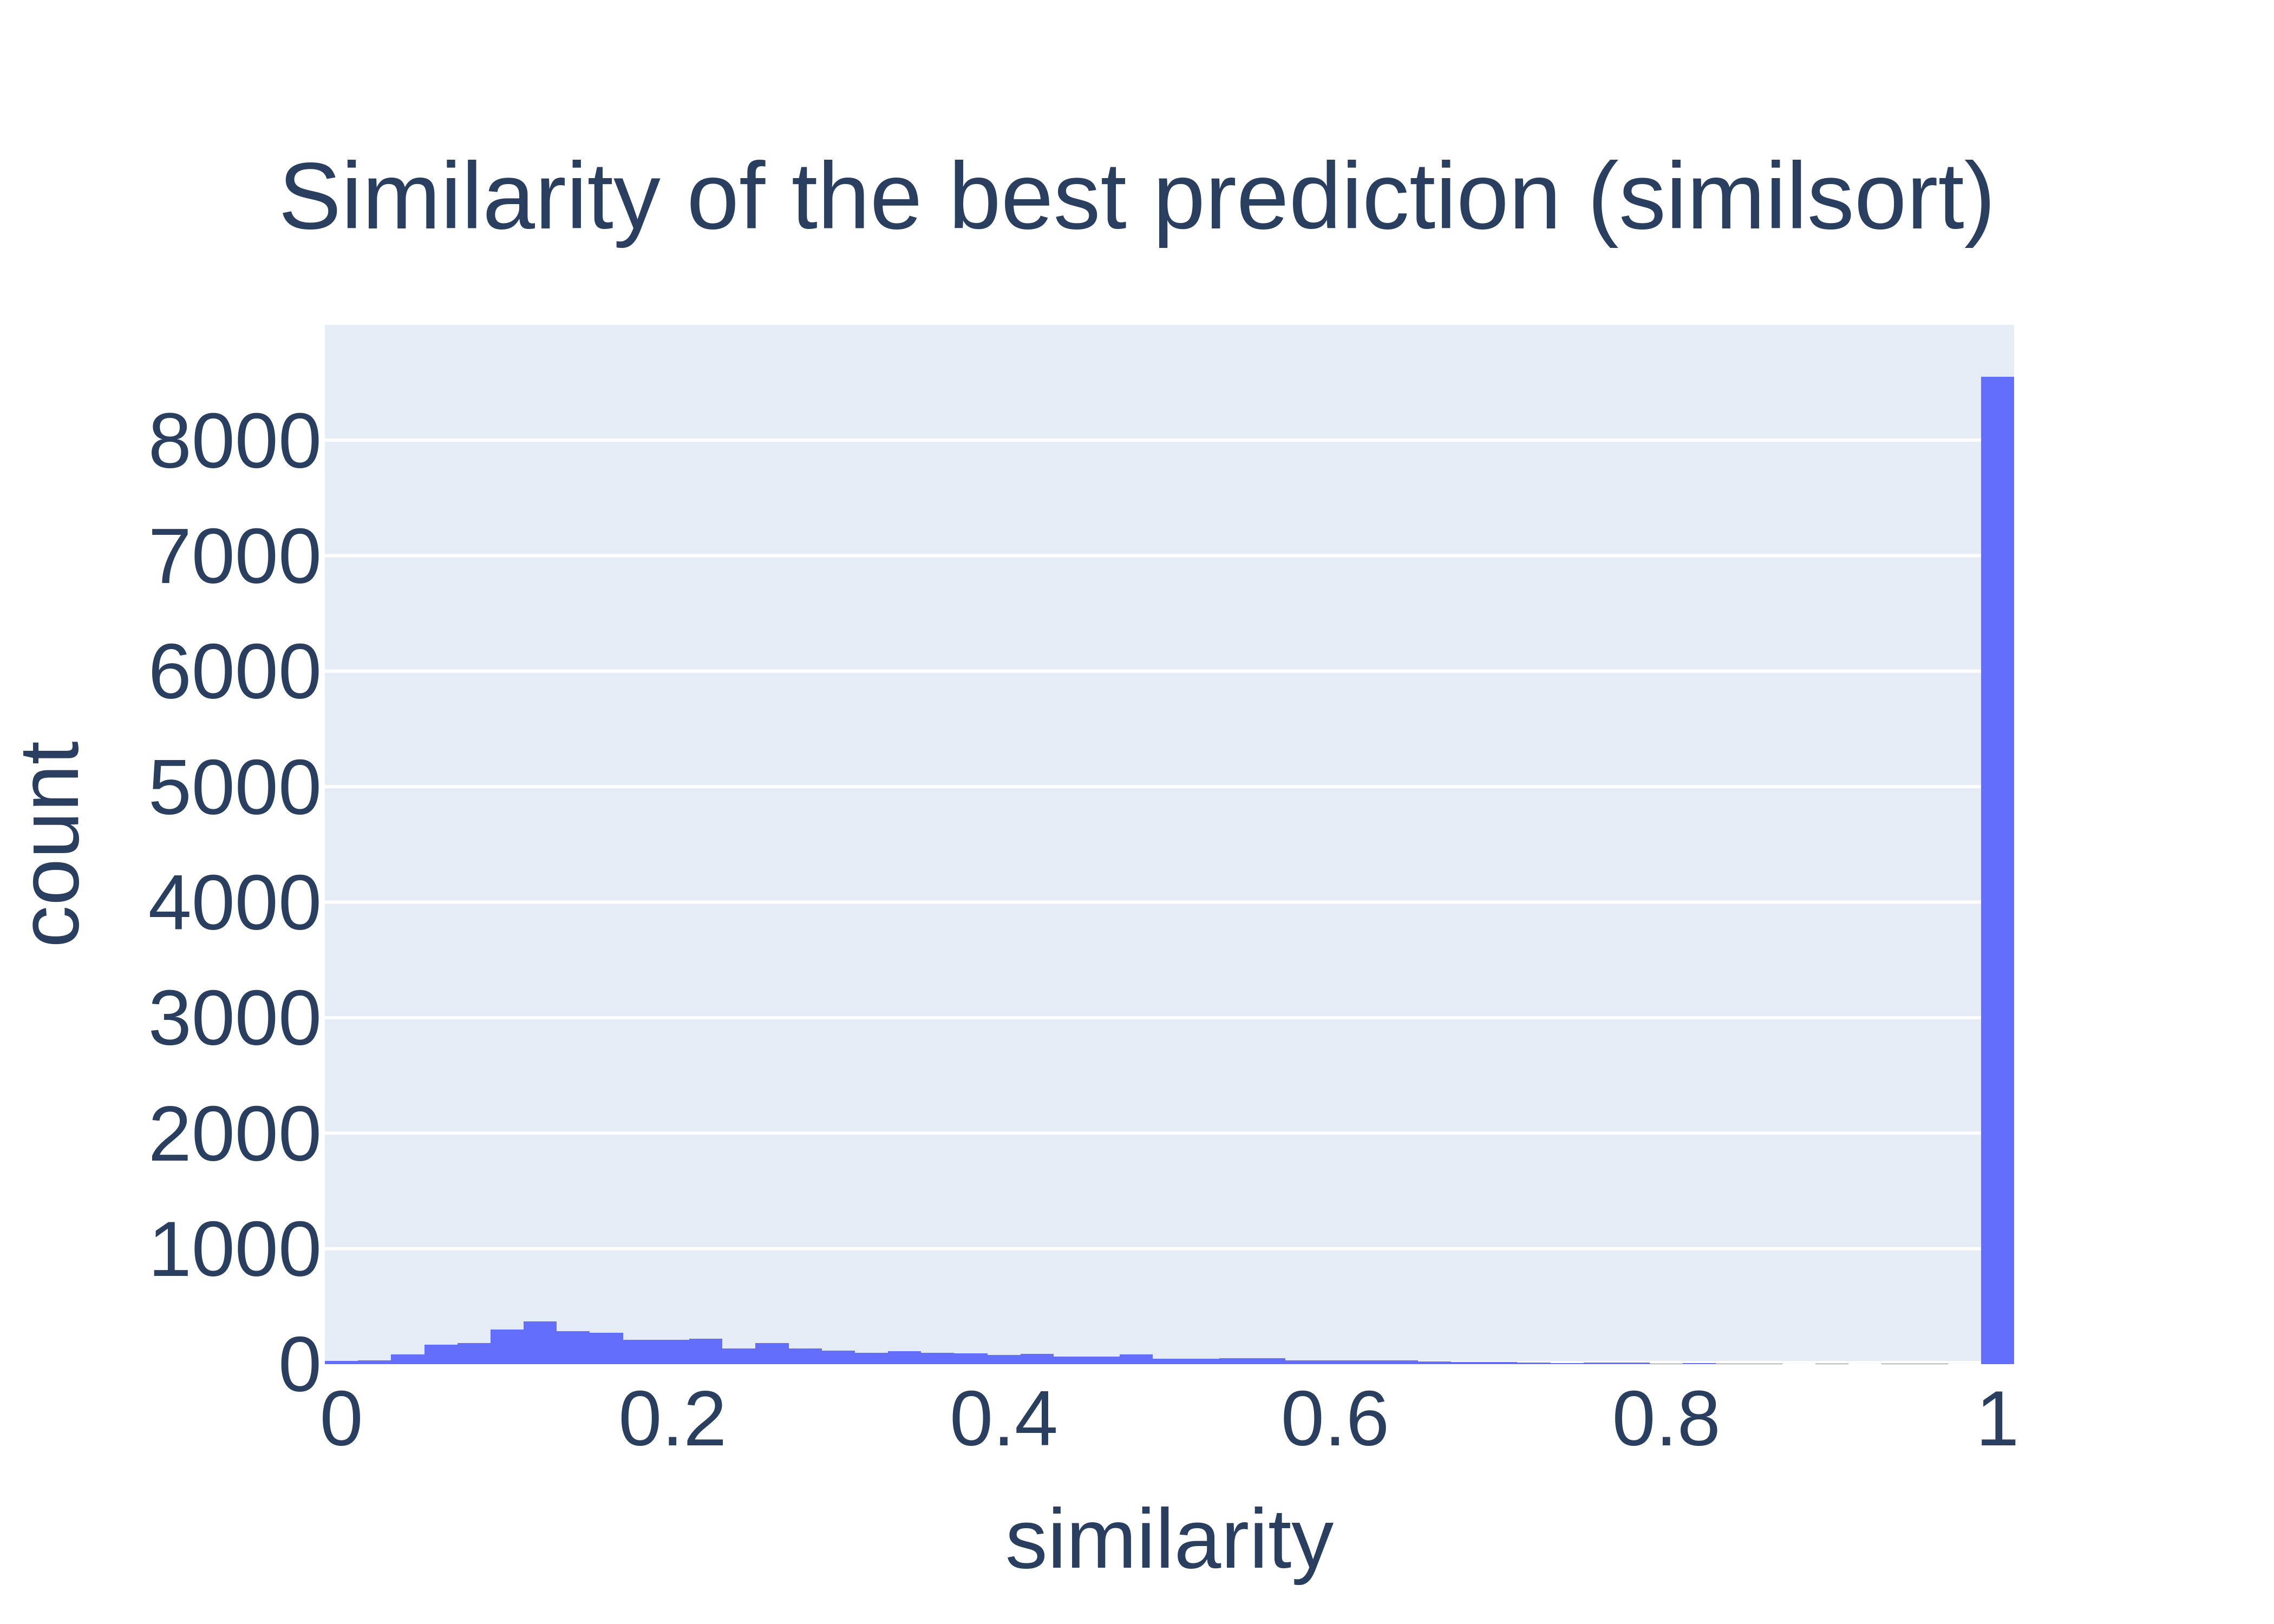 Similarity of the best prediction (similsort)
8000
7000
6000
5000
4000
3000
2000
1000
0
count
0 0.2 0.4 0.6 0.8 1
similarity